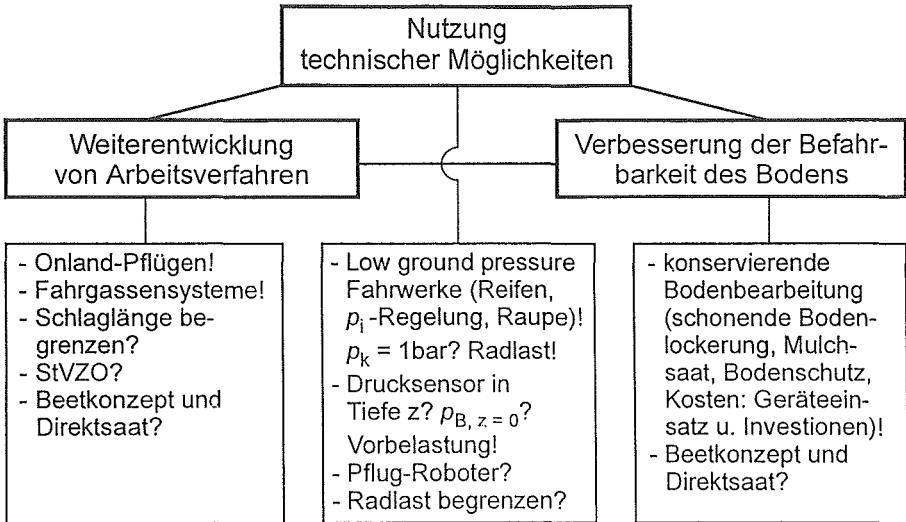 Nutzung
technischer Möglichkeiten
Weiterentwicklung
von Arbeitsverfahren
Verbesserung der Befahr-
barkeit des Bodens
- Onland-Pflügen!
- Fahrgassensysteme!
- Schlaglänge be-
grenzen?
- StVZO?
- Beetkonzept und
Direktsaat?
- Low ground pressure
Fahrwerke (Reifen,
pi-Regelung, Raupe)!
pk = 1bar? Radlast!
- Drucksensor in
Tiefe z? pB, z = 0?
Vorbelastung!
- Pflug-Roboter?
- Radlast begrenzen?
- konservierende
Bodenbearbeitung
(schonende Boden-
lockerung, Mulch-
saat, Bodenschutz,
Kosten: Geräteein-
satz u. Investionen)!
- Beetkonzept und
Direktsaat?